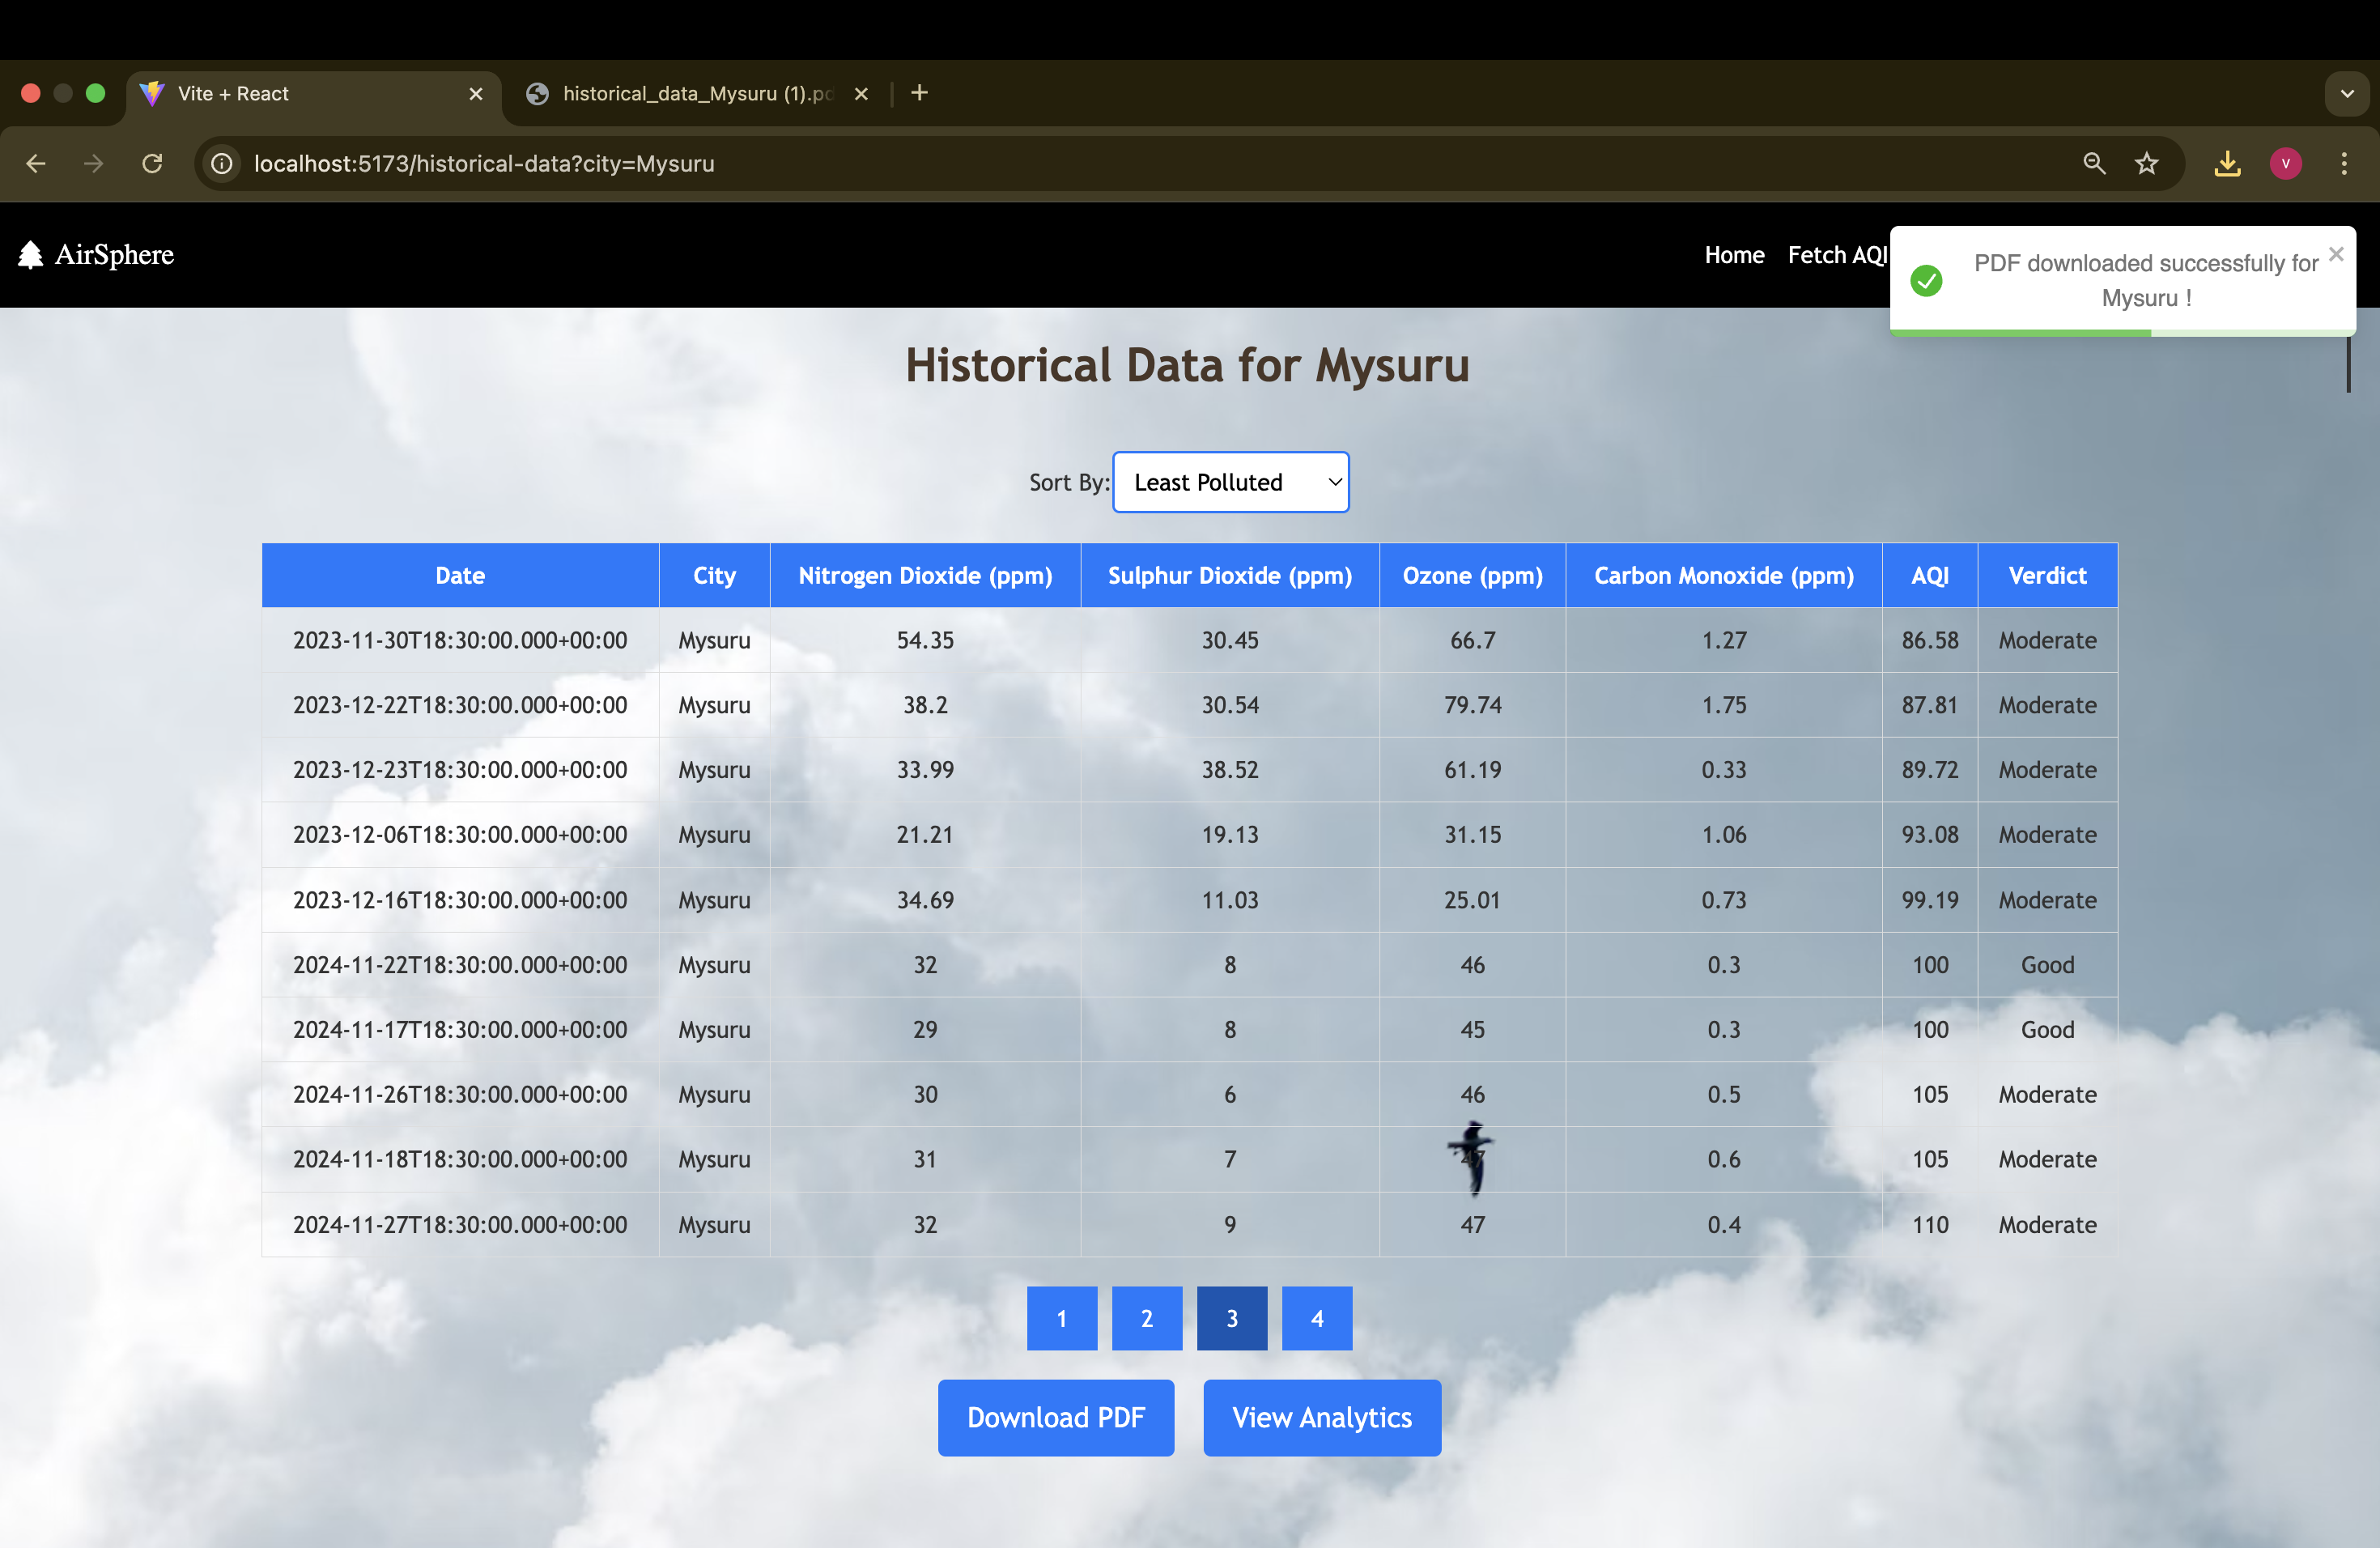 Vite + React
historical_data_Mysuru (1).pd
localhost:5173/historical-data?city=Mysuru
V
AirSphere
Home Fetch AQI
PDF downloaded successfully for
Mysuru !
Historical Data for Mysuru
Sort By: Least Polluted
Date City Nitrogen Dioxide (ppm) Sulphur Dioxide (ppm) Ozone (ppm) Carbon Monoxide (ppm) AQI Verdict
2023-11-30T18:30:00.000+00:00 Mysuru 54.35 30.45 66.7 1.27 86.58 Moderate
2023-12-22T18:30:00.000+00:00 Mysuru 38.2 30.54 79.74 1.75 87.81 Moderate
2023-12-23T18:30:00.000+00:00 Mysuru 33.99 38.52 61.19 0.33 89.72 Moderate
2023-12-06T18:30:00.000+00:00 Mysuru 21.21 19.13 31.15 1.06 93.08 Moderate
2023-12-16T18:30:00.000+00:00 Mysuru 34.69 11.03 25.01 0.73 99.19 Moderate
2024-11-22T18:30:00.000+00:00 Mysuru 32 8 46 0.3 100 Good
2024-11-17T18:30:00.000+00:00 Mysuru 29 8 45 0.3 100 Good
2024-11-26T18:30:00.000+00:00 Mysuru 30 6 46 0.5 105 Moderate
2024-11-18T18:30:00.000+00:00 Mysuru 31 7 47 0.6 105 Moderate
2024-11-27T18:30:00.000+00:00 Mysuru 32 9 47 0.4 110 Moderate
1 2 3 4
Download PDF View Analytics